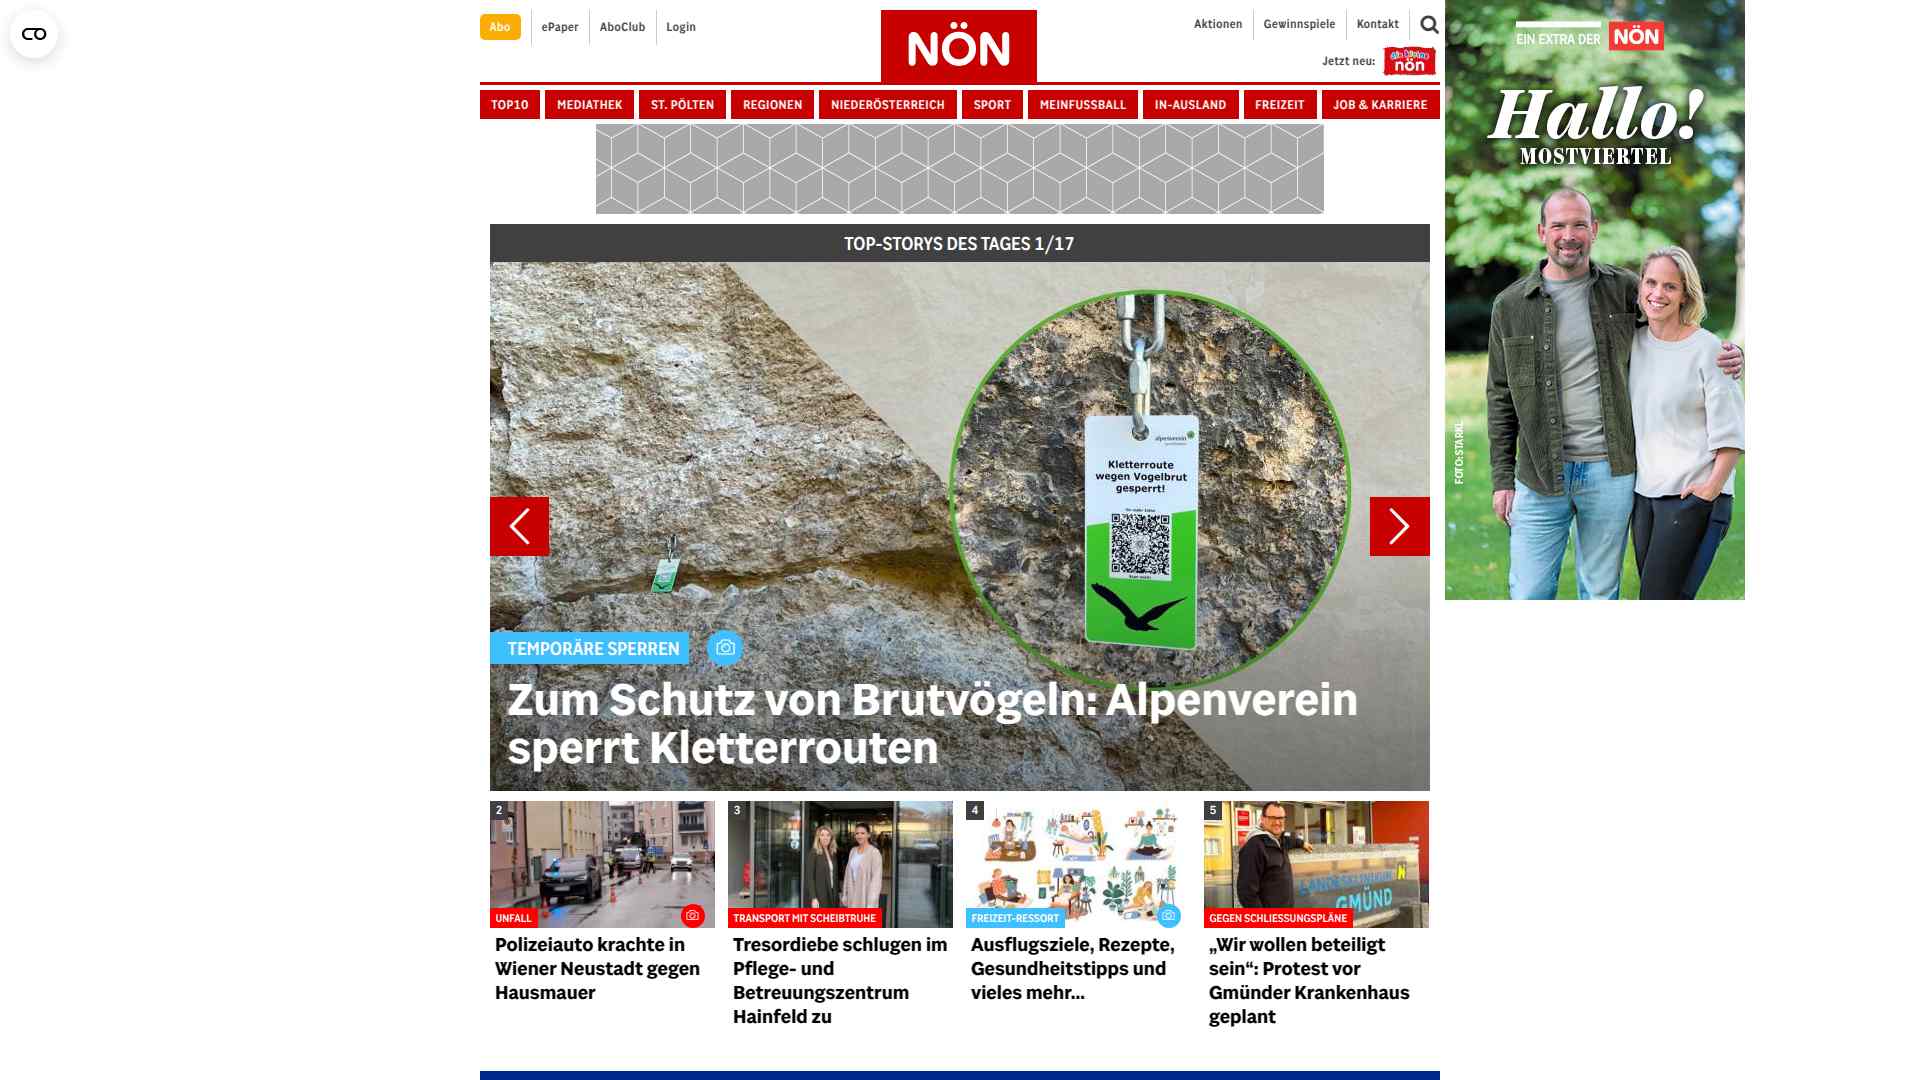 Abo
ePaper
AboClub
Login
NÖN
Aktionen
Gewinnspiele
Kontakt
Jetzt neu:
die kleine
nön
TOP10
MEDIATHEK
ST. PÖLTEN
REGIONEN
NIEDERÖSTERREICH
SPORT
MEINFUSSBALL
IN-AUSLAND
FREIZEIT
JOB & KARRIERE
EIN EXTRA DER NÖN
Hallo!
MOSTVIERTEL
FOTO: STARKL
TOP-STORYS DES TAGES 1/17
alpenverein
Kletterroute
wegen Vogelbrut
gesperrt!
TEMPORÄRE SPERREN
Zum Schutz von Brutvögeln: Alpenverein
sperrt Kletterrouten
2
UNFALL
Polizeiauto krachte in
Wiener Neustadt gegen
Hausmauer
3
TRANSPORT MIT SCHEIBTRUHE
Tresordiebe schlugen im
Pflege- und
Betreuungszentrum
Hainfeld zu
4
FREIZEIT-RESSORT
Ausflugsziele, Rezepte,
Gesundheitstipps und
vieles mehr...
5
LANDESKLINIKUM
GMÜND
GEGEN SCHLIESSUNGSPLÄNE
„Wir wollen beteiligt
sein“: Protest vor
Gmünder Krankenhaus
geplant